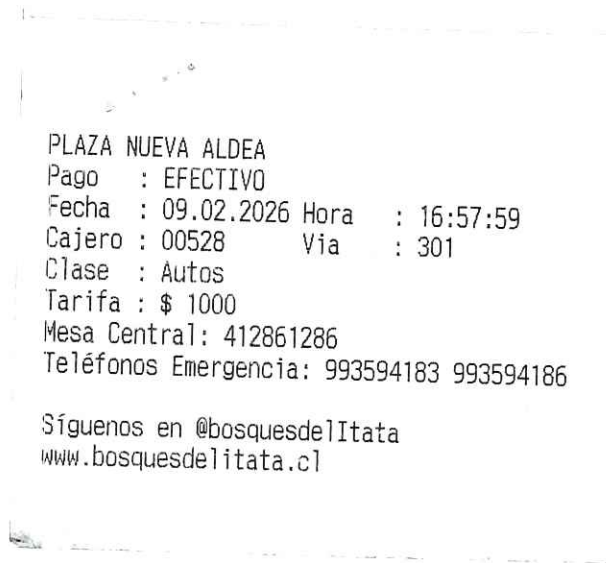 PLAZA NUEVA ALDEA
Pago : EFECTIVO
Fecha : 09.02.2026 Hora : 16:57:59
Cajero : 00528 Via : 301
Clase : Autos
Tarifa : $ 1000
Mesa Central: 412861286
Teléfonos Emergencia: 993594183 993594186
Síguenos en @bosquesdelItata
www.bosquesdelitata.cl